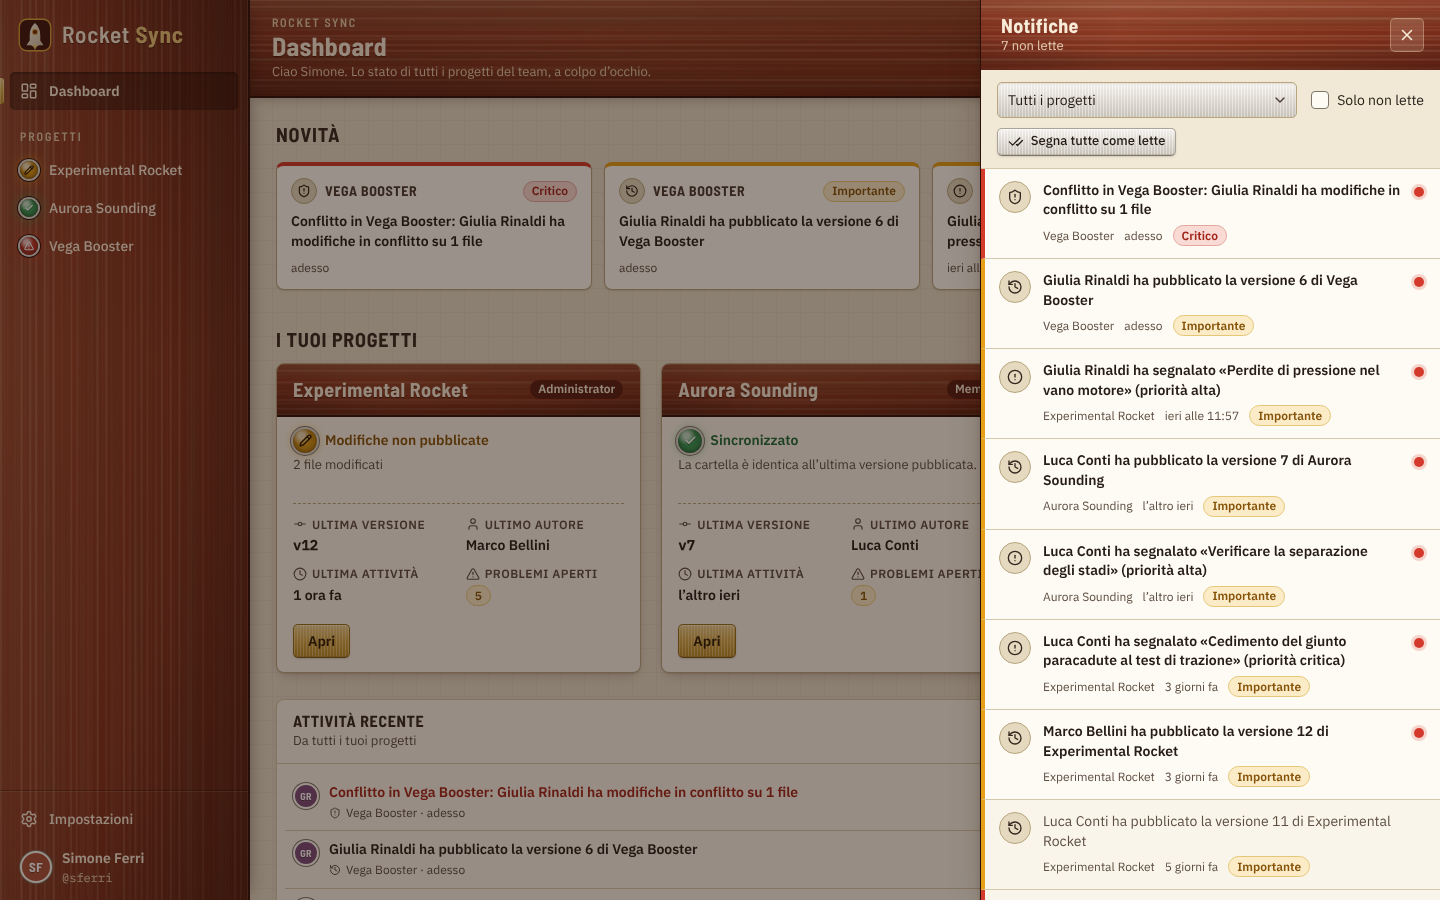 Rocket Sync
Dashboard
PROGETTI
Experimental Rocket
Aurora Sounding
Vega Booster
Impostazioni
SF
Simone Ferri
@sferri
ROCKET SYNC
Dashboard
Ciao Simone. Lo stato di tutti i progetti del team, a colpo d’occhio.
NOVITÀ
VEGA BOOSTER
Critico
Conflitto in Vega Booster: Giulia Rinaldi ha
modifiche in conflitto su 1 file
adesso
VEGA BOOSTER
Importante
Giulia Rinaldi ha pubblicato la versione 6 di
Vega Booster
adesso
Giulia
press
ieri all
I TUOI PROGETTI
Experimental Rocket
Administrator
Modifiche non pubblicate
2 file modificati
ULTIMA VERSIONE
ULTIMO AUTORE
v12
Marco Bellini
ULTIMA ATTIVITÀ
PROBLEMI APERTI
1 ora fa
5
Apri
Aurora Sounding
Mem
Sincronizzato
La cartella è identica all’ultima versione pubblicata.
ULTIMA VERSIONE
ULTIMO AUTORE
v7
Luca Conti
ULTIMA ATTIVITÀ
PROBLEMI APERTI
l’altro ieri
1
Apri
ATTIVITÀ RECENTE
Da tutti i tuoi progetti
GR
Conflitto in Vega Booster: Giulia Rinaldi ha modifiche in conflitto su 1 file
Vega Booster · adesso
GR
Giulia Rinaldi ha pubblicato la versione 6 di Vega Booster
Vega Booster · adesso
Notifiche
7 non lette
Tutti i progetti
Solo non lette
Segna tutte come lette
Conflitto in Vega Booster: Giulia Rinaldi ha modifiche in
conflitto su 1 file
Vega Booster adesso Critico
Giulia Rinaldi ha pubblicato la versione 6 di Vega
Booster
Vega Booster adesso Importante
Giulia Rinaldi ha segnalato «Perdite di pressione nel
vano motore» (priorità alta)
Experimental Rocket ieri alle 11:57 Importante
Luca Conti ha pubblicato la versione 7 di Aurora
Sounding
Aurora Sounding l’altro ieri Importante
Luca Conti ha segnalato «Verificare la separazione
degli stadi» (priorità alta)
Aurora Sounding l’altro ieri Importante
Luca Conti ha segnalato «Cedimento del giunto
paracadute al test di trazione» (priorità critica)
Experimental Rocket 3 giorni fa Importante
Marco Bellini ha pubblicato la versione 12 di
Experimental Rocket
Experimental Rocket 3 giorni fa Importante
Luca Conti ha pubblicato la versione 11 di Experimental
Rocket
Experimental Rocket 5 giorni fa Importante